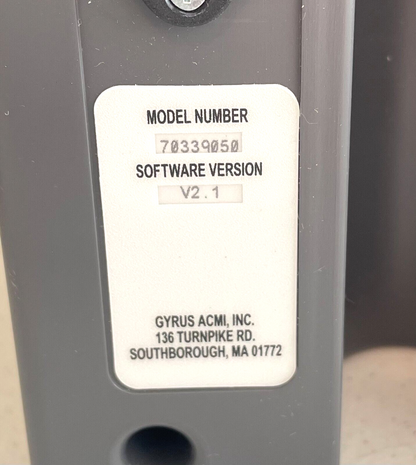 MODEL NUMBER
70339050
SOFTWARE VERSION
V2.1
GYRUS ACMI, INC.
136 TURNPIKE RD.
SOUTHBOROUGH, MA 01772